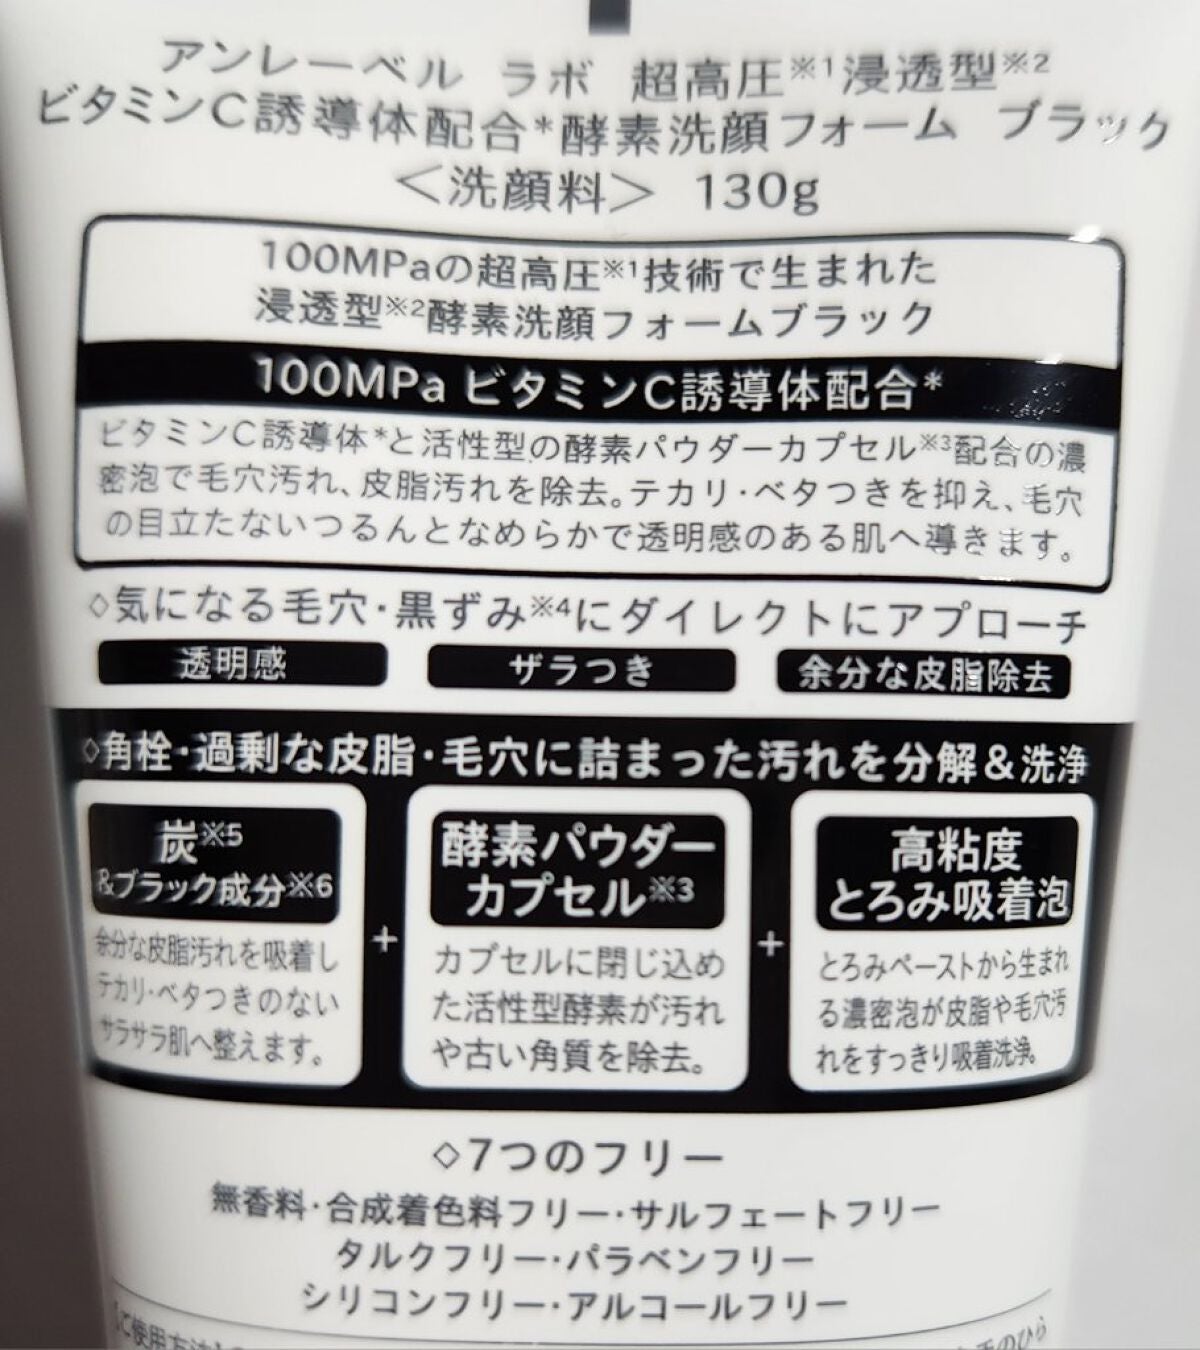 アンレーベル ラボ 超高圧※1浸透型※2
ビタミンC誘導体配合*酵素洗顔フォーム ブラック
＜洗顔料＞ 130g
100MPaの超高圧※1技術で生まれた
浸透型※2酵素洗顔フォームブラック
100MPa ビタミンC誘導体配合*
ビタミンC誘導体*と活性型の酵素パウダーカプセル※3配合の濃
密泡で毛穴汚れ、皮脂汚れを除去。テカリ・ベタつきを抑え、毛穴
の目立たないつるんとなめらかで透明感のある肌へ導きます。
◇気になる毛穴・黒ずみ※4にダイレクトにアプローチ
透明感 ザラつき 余分な皮脂除去
◇角栓・過剰な皮脂・毛穴に詰まった汚れを分解＆洗浄
炭※5
&ブラック成分※6
余分な皮脂汚れを吸着し
テカリ・ベタつきのない
サラサラ肌へ整えます。
+
酵素パウダー
カプセル※3
カプセルに閉じ込め
た活性型酵素が汚れ
や古い角質を除去。
+
高粘度
とろみ吸着泡
とろみペーストから生まれ
る濃密泡が皮脂や毛穴汚
れをすっきり吸着洗浄。
◇7つのフリー
無香料・合成着色料フリー・サルフェートフリー
タルクフリー・パラベンフリー
シリコンフリー・アルコールフリー
ご使用方法 のひら